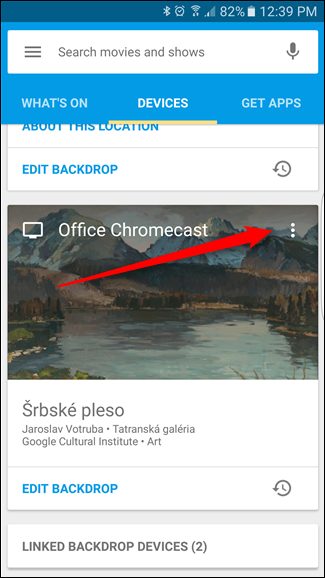 82% 12:39 PM
Search movies and shows
WHAT'S ON DEVICES GET APPS
ABOUT THIS LOCATION
EDIT BACKDROP
Office Chromecast
Štrbské pleso
Jaroslav Votruba • Tatranská galéria
Google Cultural Institute • Art
EDIT BACKDROP
LINKED BACKDROP DEVICES (2)